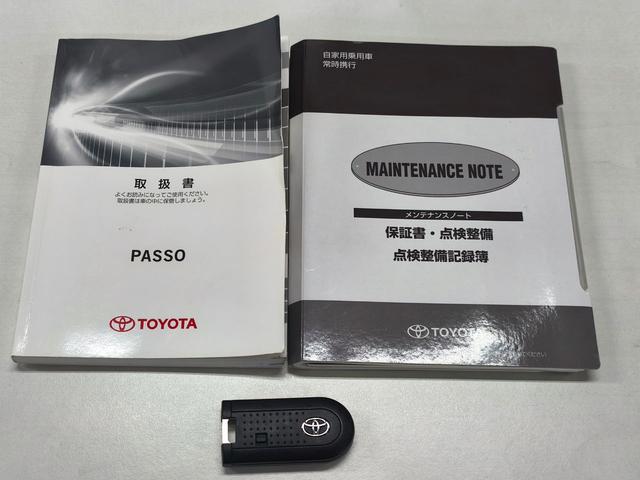 取扱書
よくお読みになってご使用ください。
取扱書は車の中に保管しましょう。
PASSO
TOYOTA
自家用乗用車
常時携行
MAINTENANCE NOTE
メンテナンスノート
保証書・点検整備
点検整備記録簿
TOYOTA